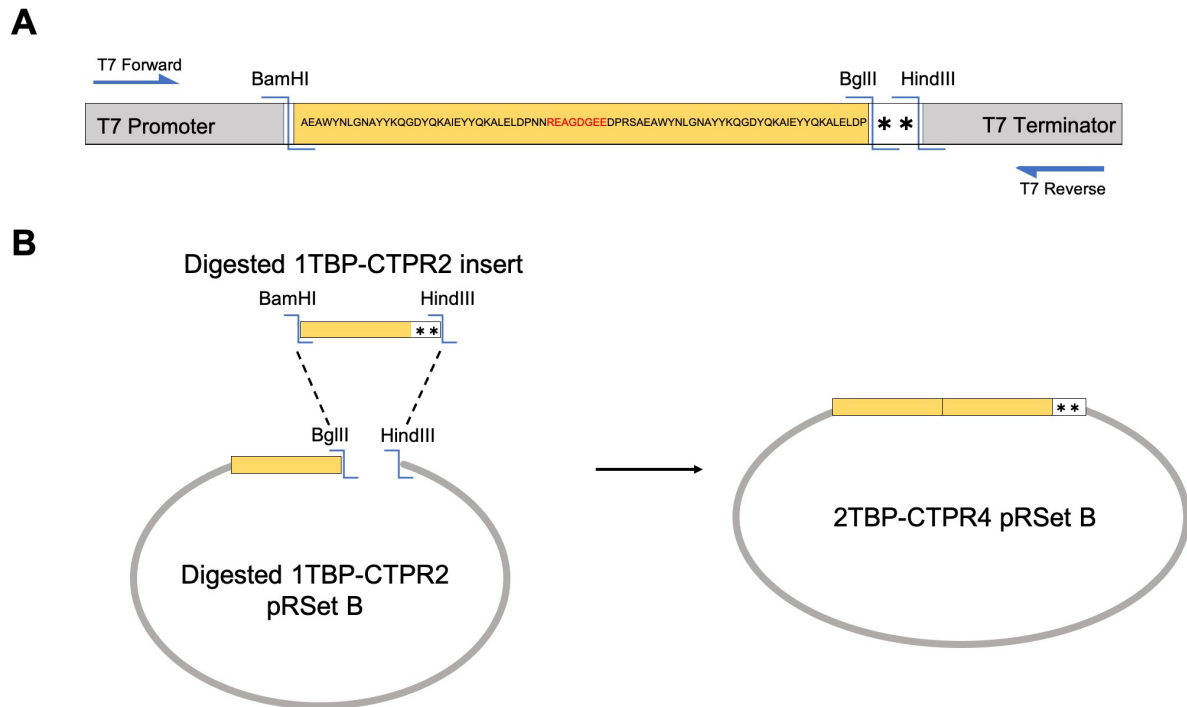 A
T7 Forward
BamHI
BglII
HindIII
T7 Promoter
AEAWYNLGNAYYKQGDYQKAIEYYQKALELDPNNREAGDGEEDPRSAEAWYNLGNAYYKQGDYQKAIEYYQKALELDP
* *
T7 Terminator
T7 Reverse
B
Digested 1TBP-CTPR2 insert
BamHI
HindIII
* *
BglII
HindIII
Digested 1TBP-CTPR2
pRSet B
* *
2TBP-CTPR4 pRSet B